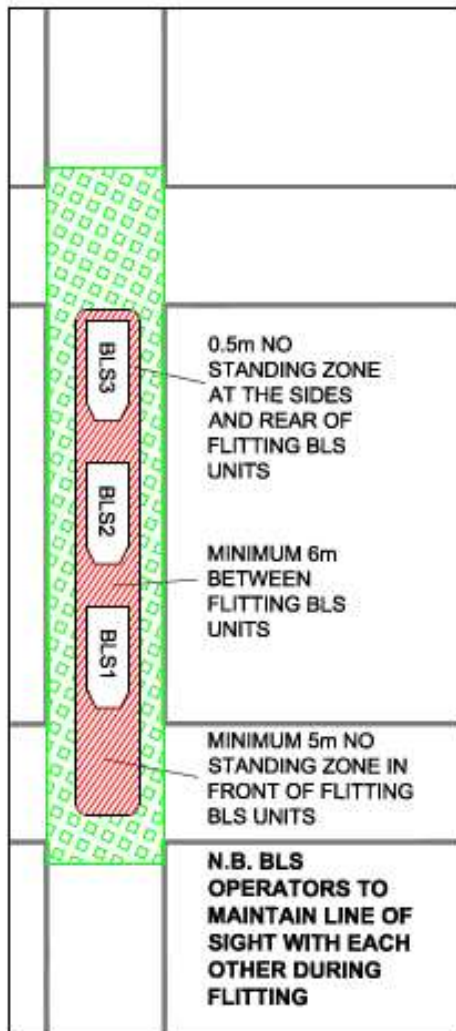 BLS3
0.5m NO
STANDING ZONE
AT THE SIDES
AND REAR OF
FLITTING BLS
UNITS
BLS2
MINIMUM 6m
BETWEEN
FLITTING BLS
UNITS
BLS1
MINIMUM 5m NO
STANDING ZONE IN
FRONT OF FLITTING
BLS UNITS
N.B. BLS
OPERATORS TO
MAINTAIN LINE OF
SIGHT WITH EACH
OTHER DURING
FLITTING